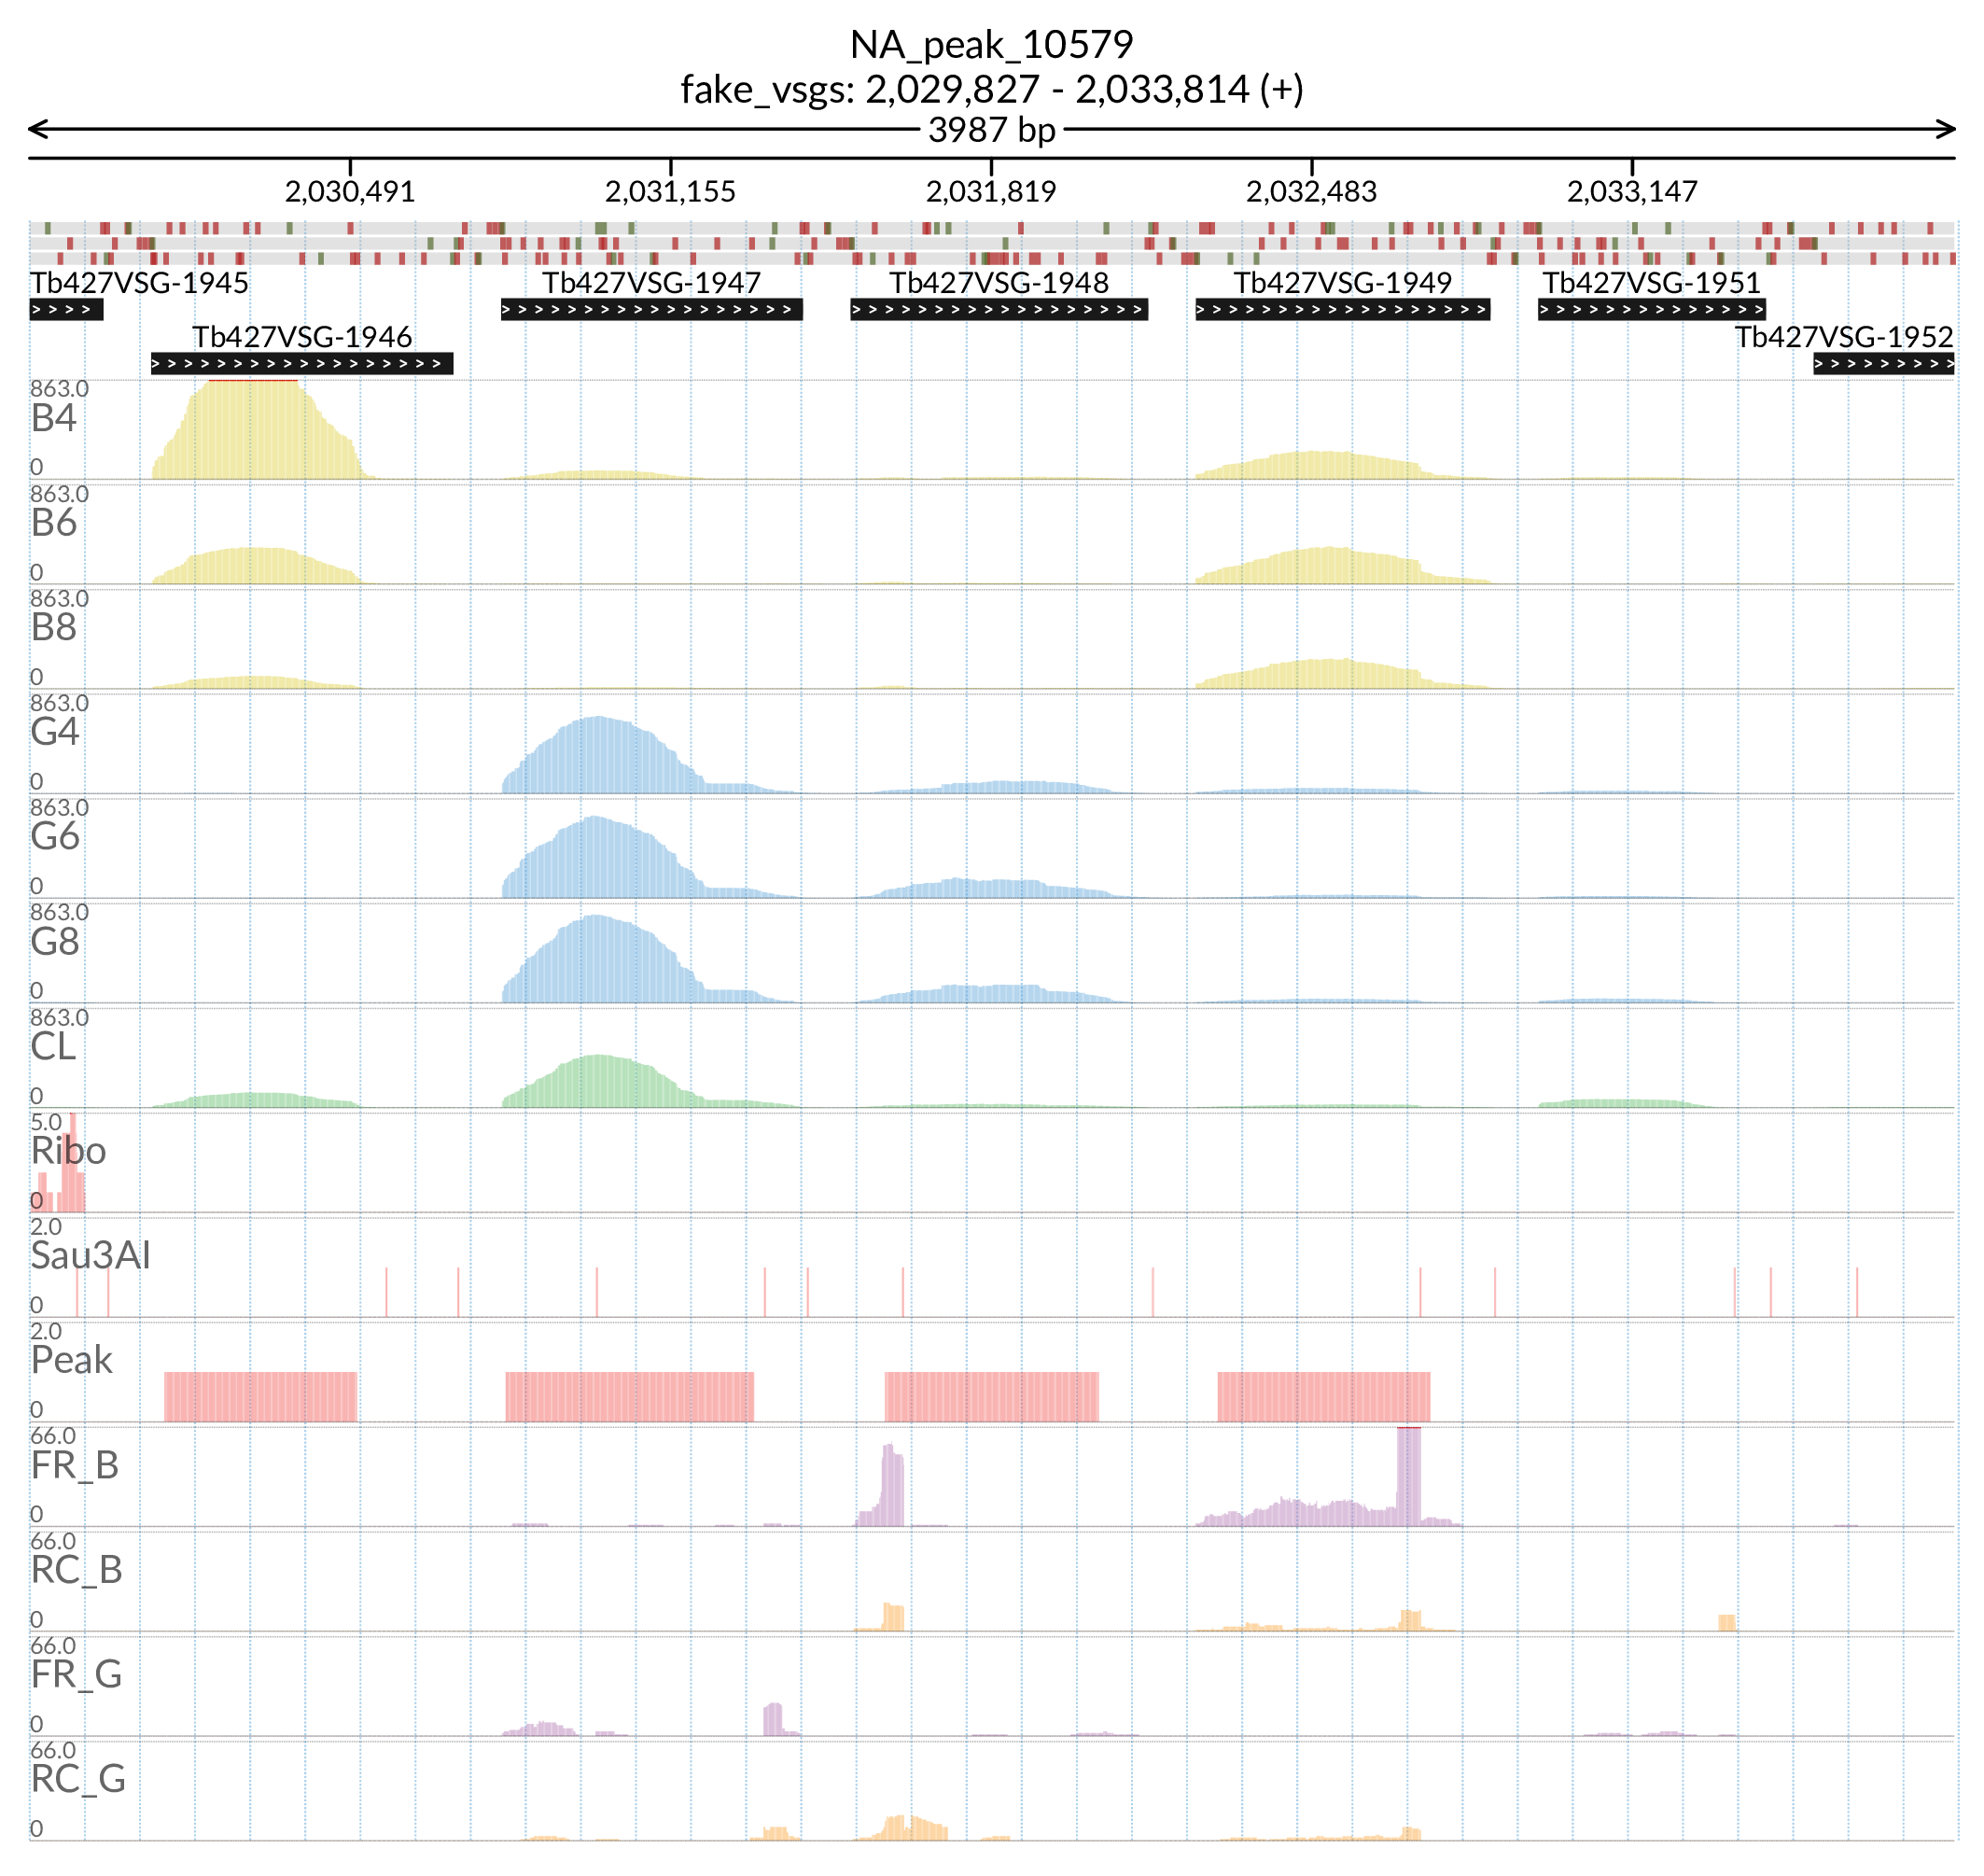 NA_peak_10579
fake_vsgs: 2,029,827 - 2,033,814 (+)
3987 bp
2,030,491 2,031,155 2,031,819 2,032,483 2,033,147
Tb427VSG-1945 Tb427VSG-1947 Tb427VSG-1948 Tb427VSG-1949 Tb427VSG-1951
Tb427VSG-1946 Tb427VSG-1952
863.0
B4
0
863.0
B6
0
863.0
B8
0
863.0
G4
0
863.0
G6
0
863.0
G8
0
863.0
CL
0
5.0
Ribo
0
2.0
Sau3AI
0
2.0
Peak
0
66.0
FR_B
0
66.0
RC_B
0
66.0
FR_G
0
66.0
RC_G
0